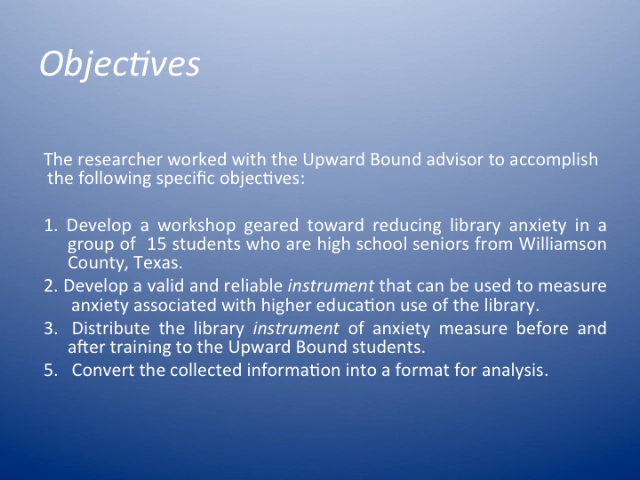 Objectives
The researcher worked with the Upward Bound advisor to accomplish
the following specific objectives:
1. Develop a workshop geared toward reducing library anxiety in a
group of 15 students who are high school seniors from Williamson
County, Texas.
2. Develop a valid and reliable instrument that can be used to measure
anxiety associated with higher education use of the library.
3. Distribute the library instrument of anxiety measure before and
after training to the Upward Bound students.
5. Convert the collected information into a format for analysis.